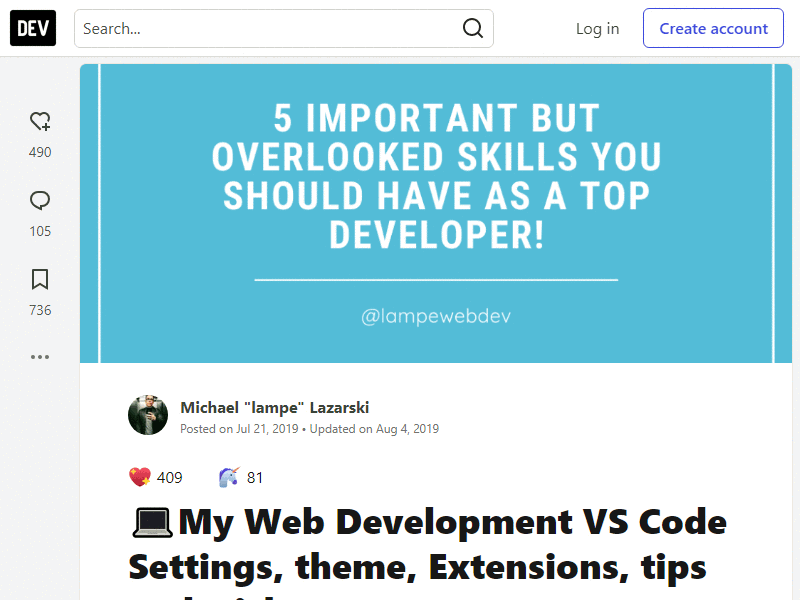 DEV
Search...
Log in
Create account
490
105
736
5 IMPORTANT BUT
OVERLOOKED SKILLS YOU
SHOULD HAVE AS A TOP
DEVELOPER!
@lampewebdev
Michael "lampe" Lazarski
Posted on Jul 21, 2019 • Updated on Aug 4, 2019
409
81
My Web Development VS Code
Settings, theme, Extensions, tips